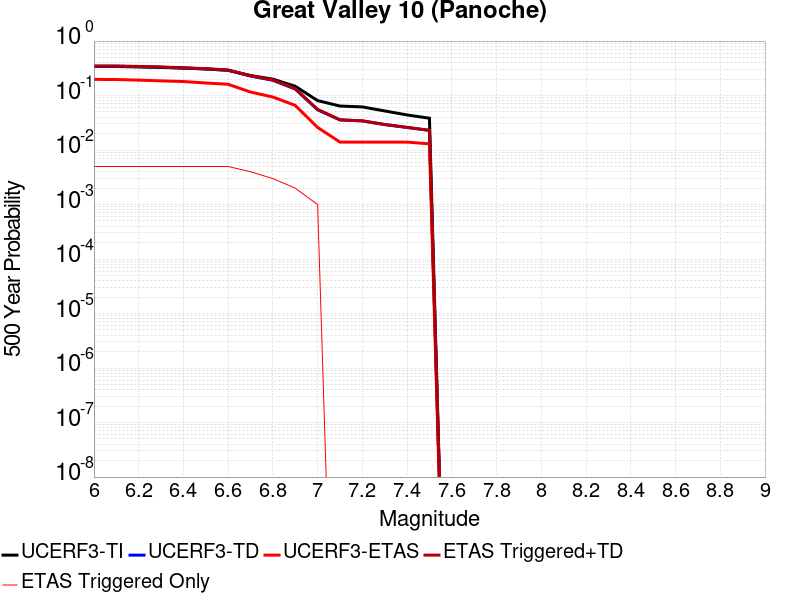 Great Valley 10 (Panoche)
500 Year Probability
10^0
10^-1
10^-2
10^-3
10^-4
10^-5
10^-6
10^-7
10^-8
6 6.2 6.4 6.6 6.8 7 7.2 7.4 7.6 7.8 8 8.2 8.4 8.6 8.8 9
Magnitude
UCERF3-TI UCERF3-TD UCERF3-ETAS ETAS Triggered+TD
ETAS Triggered Only